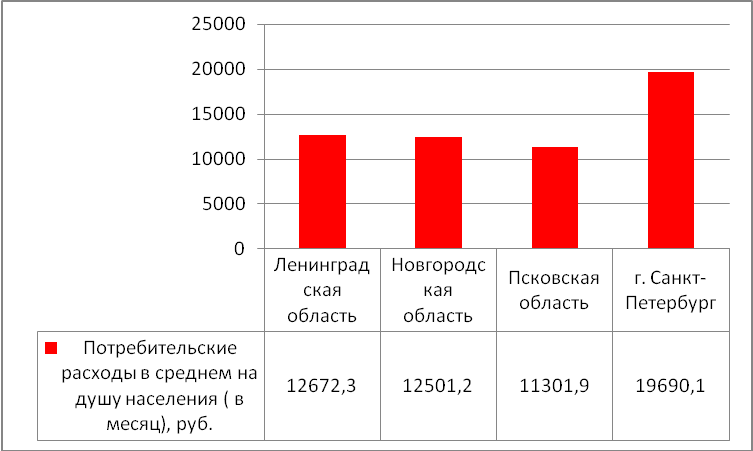 25000
20000
15000
10000
5000
0
Ленинград
ская
область
Новгородс
кая
область
Псковская
область
г. Санкт-
Петербург
Потребительские
расходы в среднем на
душу населения ( в
месяц), руб.
12672,3 12501,2 11301,9 19690,1